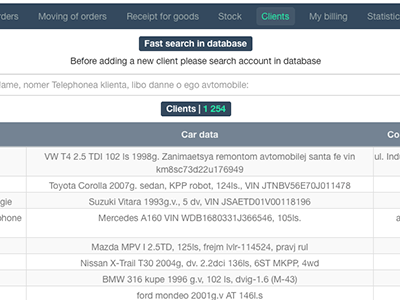 rders Moving of orders Receipt for goods Stock Clients My billing Statistic
Fast search in database
Before adding a new client please search account in database
Name, nomer Telephonea klienta, libo danne o ego avtomobile:
Clients | 1 254
Car data Co
VW T4 2.5 TDI 102 ls 1998g. Zanimaetsya remontom avtomobilej santa fe vin ul. Indu
km8sc73d22u176949
Toyota Corolla 2007g. sedan, KPP robot, 124ls., VIN JTNBV56E70J011478
gie Suzuki Vitara 1993g.v., 5 dv, VIN JSAETD01V00118196
phone Mercedes A160 VIN WDB1680331J366546, 105ls. a
Mazda MPV I 2.5TD, 125ls, frejm lvlr-114524, pravj rul
Nissan X-Trail T30 2004g, dv. 2.2dci 136ls, 6ST MKPP, 4wd
BMW 316 kupe 1996 g.v, 102 ls, dvig-1.6 (M-43)
ford mondeo 2001g.v AT 146l.s